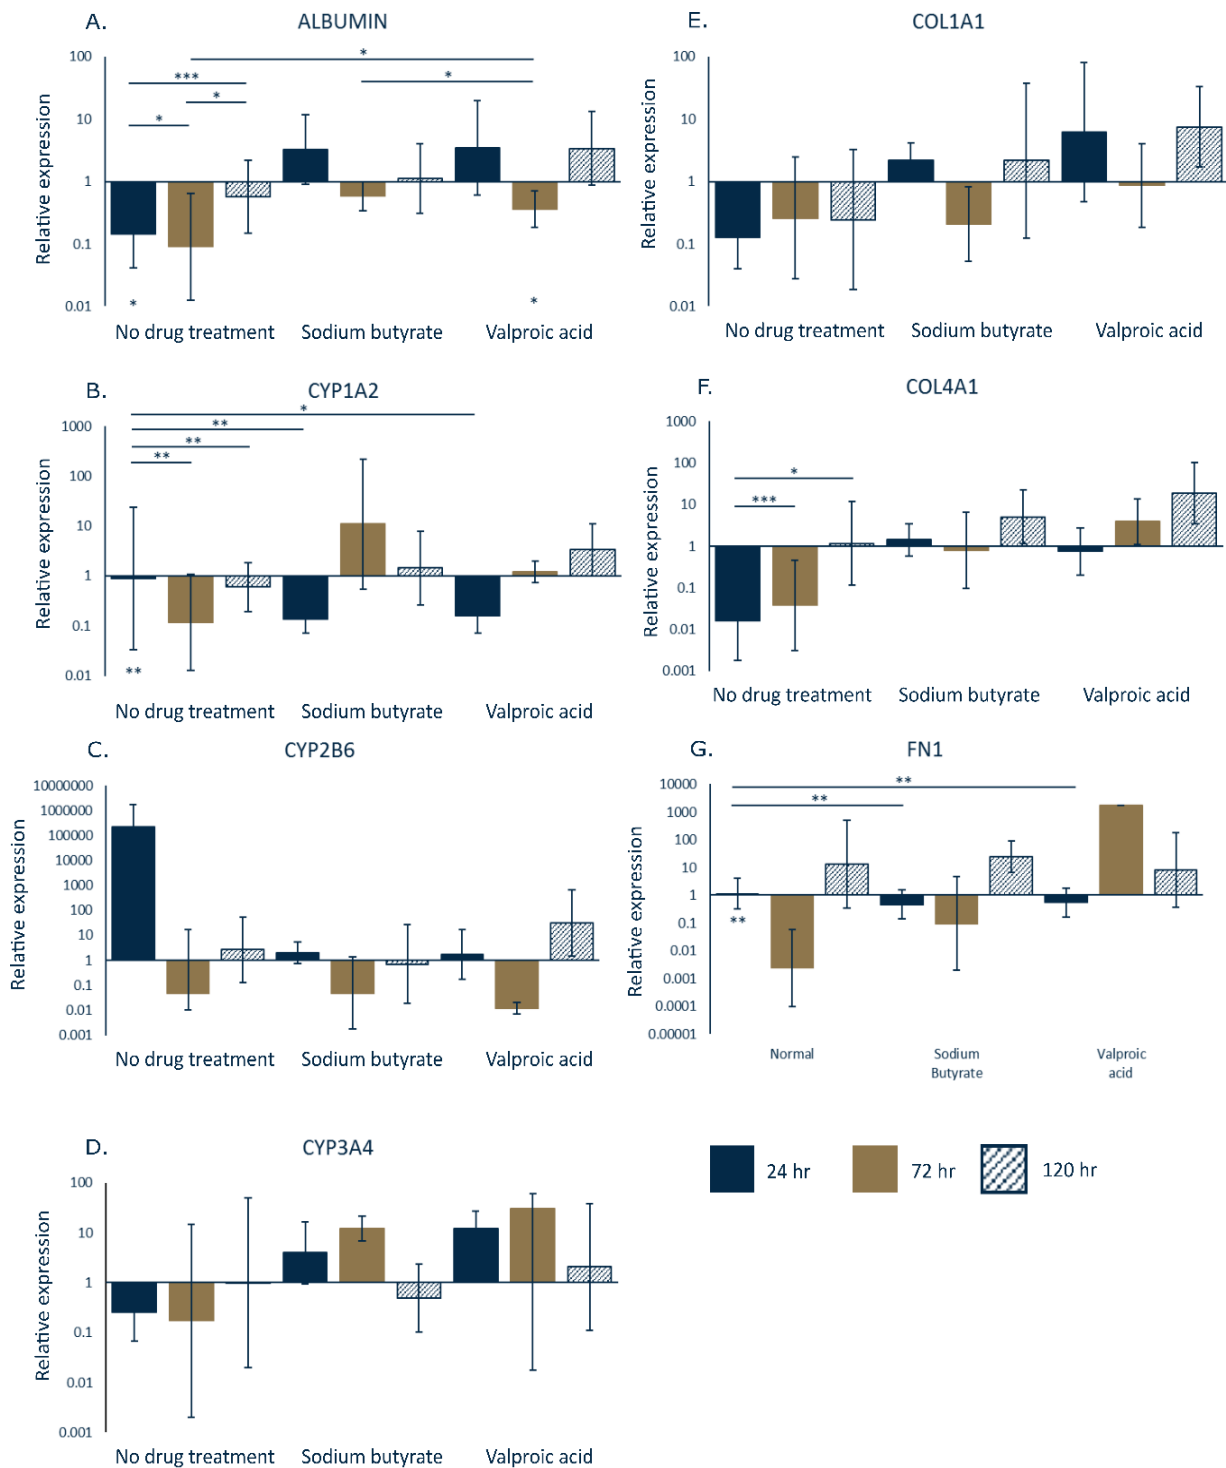 A.
ALBUMIN
Relative expression
100
10
1
0.1
0.01
*
*
***
*
*
*
*
No drug treatment
Sodium butyrate
Valproic acid
B.
CYP1A2
Relative expression
1000
100
10
1
0.1
0.01
*
**
**
**
**
No drug treatment
Sodium butyrate
Valproic acid
C.
CYP2B6
Relative expression
10000000
1000000
100000
10000
1000
100
10
1
0.1
0.01
0.001
No drug treatment
Sodium butyrate
Valproic acid
D.
CYP3A4
Relative expression
100
10
1
0.1
0.01
0.001
No drug treatment
Sodium butyrate
Valproic acid
E.
COL1A1
Relative expression
100
10
1
0.1
0.01
No drug treatment
Sodium butyrate
Valproic acid
F.
COL4A1
Relative expression
1000
100
10
1
0.1
0.01
0.001
*
***
No drug treatment
Sodium butyrate
Valproic acid
G.
FN1
Relative expression
10000
1000
100
10
1
0.1
0.01
0.001
0.0001
0.00001
**
**
**
Normal
Sodium
Butyrate
Valproic
acid
24 hr
72 hr
120 hr